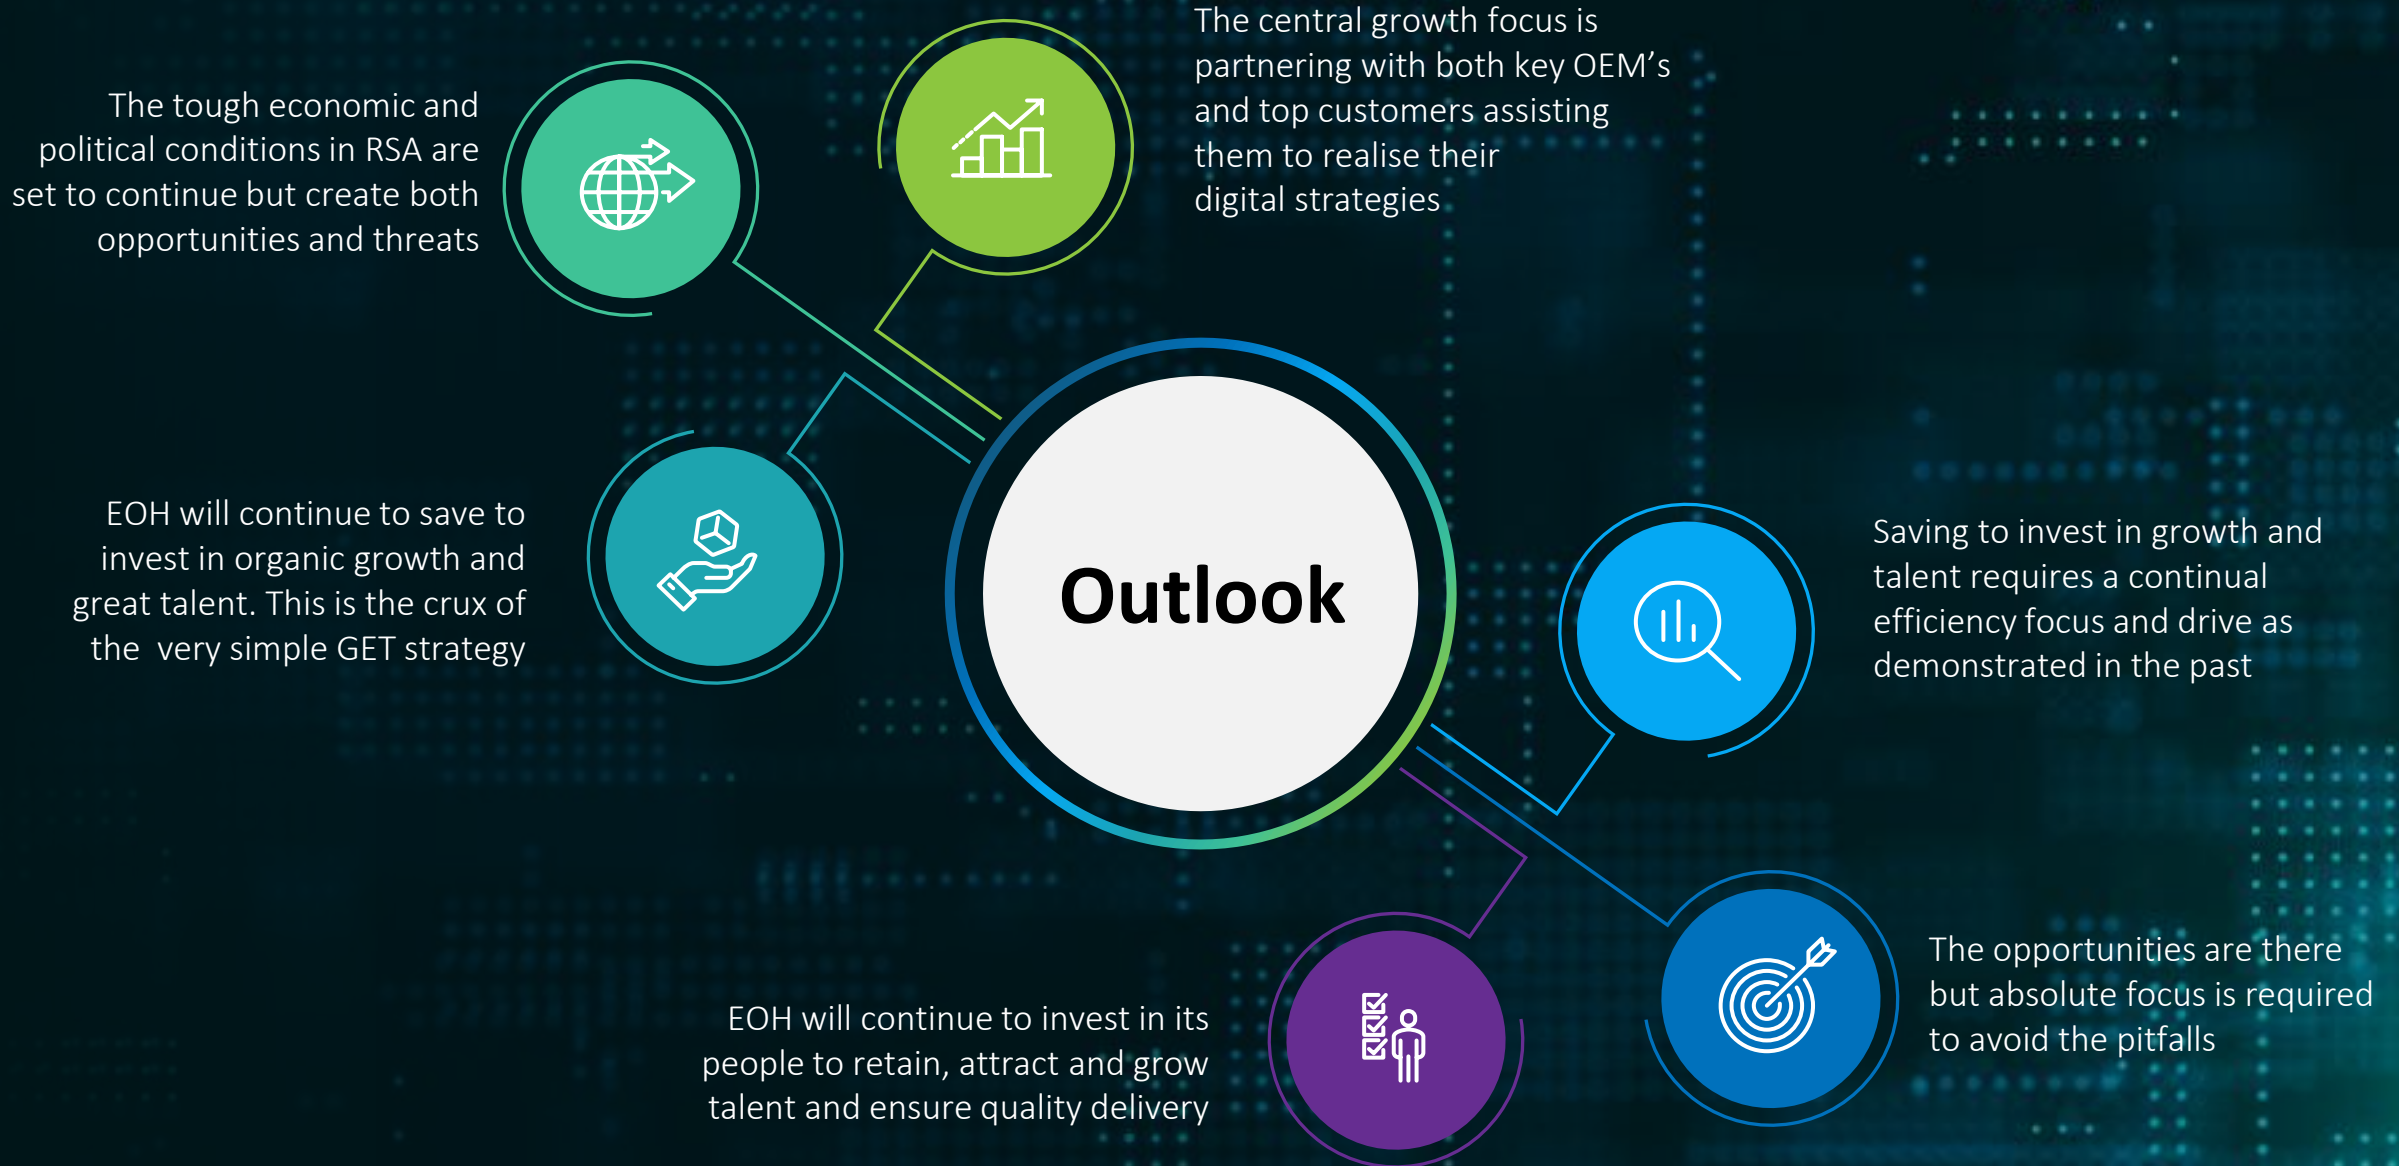 The tough economic and
political conditions in RSA are
set to continue but create both
opportunities and threats
The central growth focus is
partnering with both key OEM’s
and top customers assisting
them to realise their
digital strategies
EOH will continue to save to
invest in organic growth and
great talent. This is the crux of
the  very simple GET strategy
Outlook
Saving to invest in growth and
talent requires a continual
efficiency focus and drive as
demonstrated in the past
EOH will continue to invest in its
people to retain, attract and grow
talent and ensure quality delivery
The opportunities are there
but absolute focus is required
to avoid the pitfalls